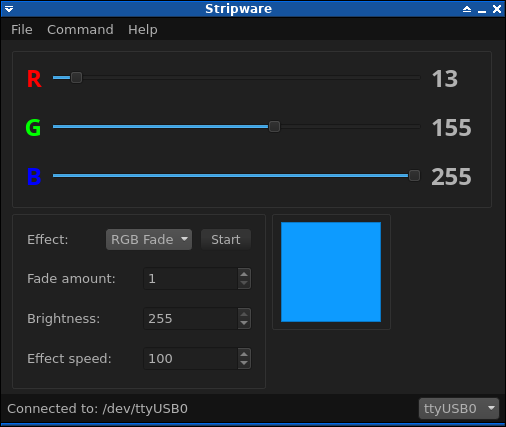 Stripware
File Command Help
R 13
G 155
B 255
Effect: RGB Fade Start
Fade amount: 1
Brightness: 255
Effect speed: 100
Connected to: /dev/ttyUSB0 ttyUSB0